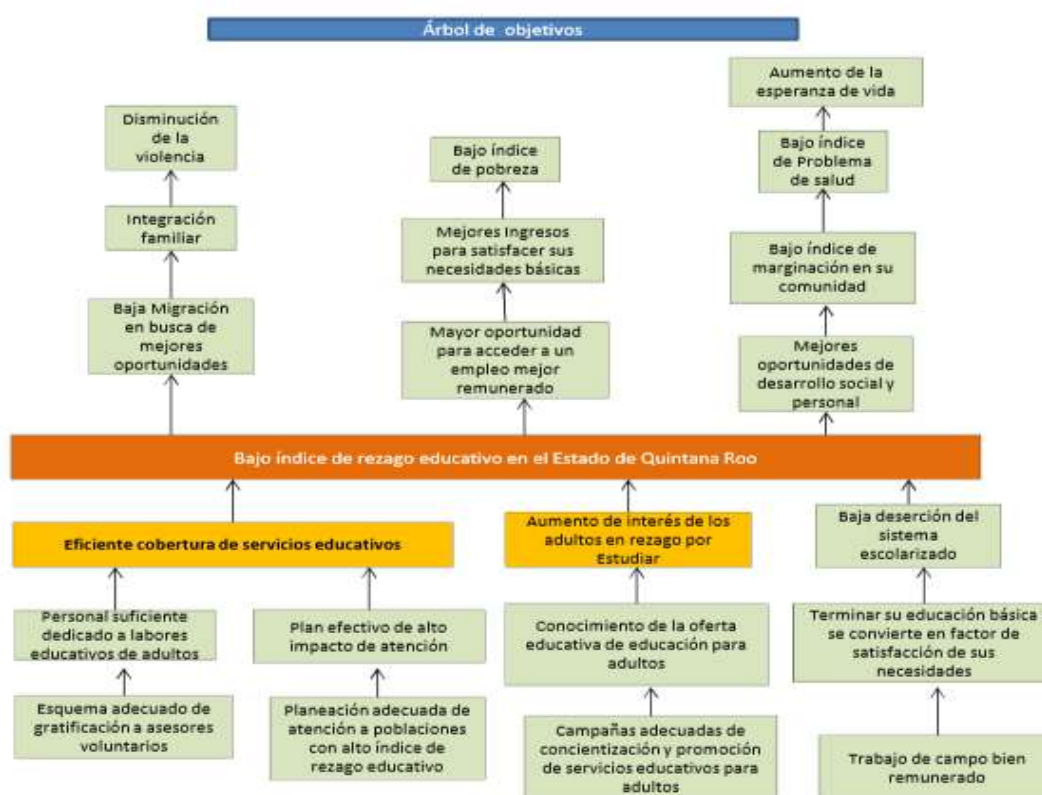 Árbol de objetivos
Aumento de la
esperanza de vida
Disminución
de la
violencia
Bajo índice
de pobreza
Bajo índice
de Problema
de salud
Integración
familiar
Mejores Ingresos
para satisfacer sus
necesidades básicas
Bajo índice de
marginación en su
comunidad
Baja Migración
en busca de
mejores
oportunidades
Mayor oportunidad
para acceder a un
empleo mejor
remunerado
Mejores
oportunidades de
desarrollo social y
personal
Bajo índice de rezago educativo en el Estado de Quintana Roo
Eficiente cobertura de servicios educativos
Aumento de interés de los
adultos en rezago por
Estudiar
Baja deserción del
sistema
escolarizado
Personal suficiente
dedicado a labores
educativos de adultos
Plan efectivo de alto
impacto de atención
Conocimiento de la oferta
educativa de educación para
adultos
Terminar su educación básica
se convierte en factor de
satisfacción de sus
necesidades
Esquema adecuado de
gratificación a asesores
voluntarios
Planeación adecuada de
atención a poblaciones
con alto índice de
rezago educativo
Campañas adecuadas de
concientización y promoción
de servicios educativos para
adultos
Trabajo de campo bien
remunerado